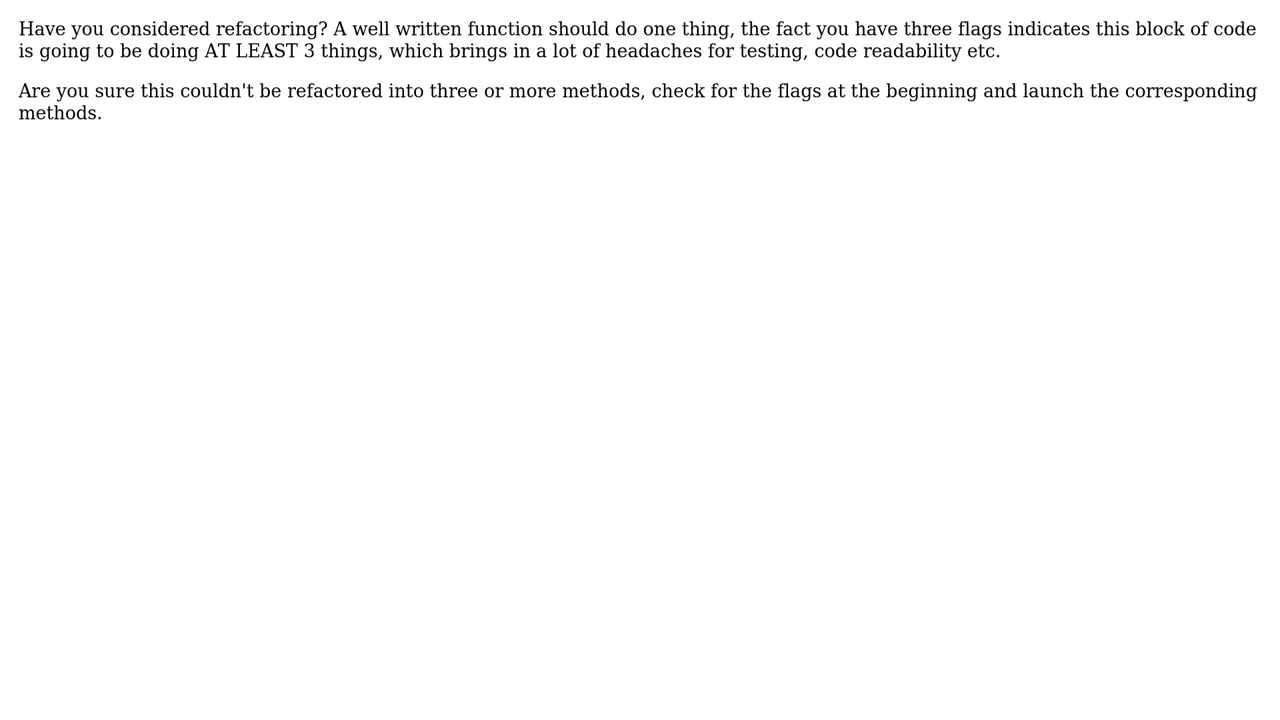 Have you considered refactoring? A well written function should do one thing, the fact you have three flags indicates this block of code
is going to be doing AT LEAST 3 things, which brings in a lot of headaches for testing, code readability etc.
Are you sure this couldn't be refactored into three or more methods, check for the flags at the beginning and launch the corresponding
methods.